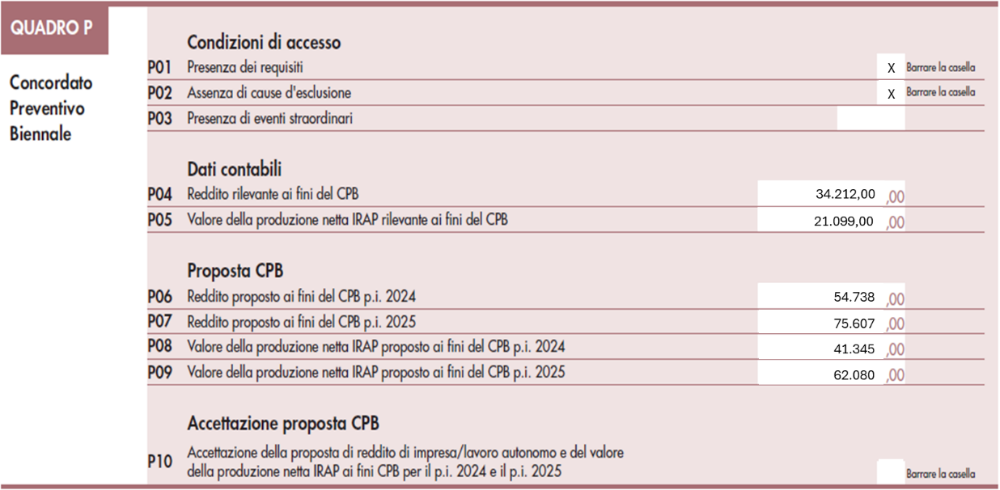 QUADRO P
Concordato
Preventivo
Biennale
Condizioni di accesso
P01 Presenza dei requisiti X Barrare la casella
P02 Assenza di cause d'esclusione X Barrare la casella
P03 Presenza di eventi straordinari
Dati contabili
P04 Reddito rilevante ai fini del CPB 34.212,00 ,00
P05 Valore della produzione netta IRAP rilevante ai fini del CPB 21.099,00 ,00
Proposta CPB
P06 Reddito proposto ai fini del CPB p.i. 2024 54.738 ,00
P07 Reddito proposto ai fini del CPB p.i. 2025 75.607 ,00
P08 Valore della produzione netta IRAP proposto ai fini del CPB p.i. 2024 41.345 ,00
P09 Valore della produzione netta IRAP proposto ai fini del CPB p.i. 2025 62.080 ,00
Accettazione proposta CPB
P10 Accettazione della proposta di reddito di impresa/lavoro autonomo e del valore
della produzione netta IRAP ai fini CPB per il p.i. 2024 e il p.i. 2025 Barrare la casella